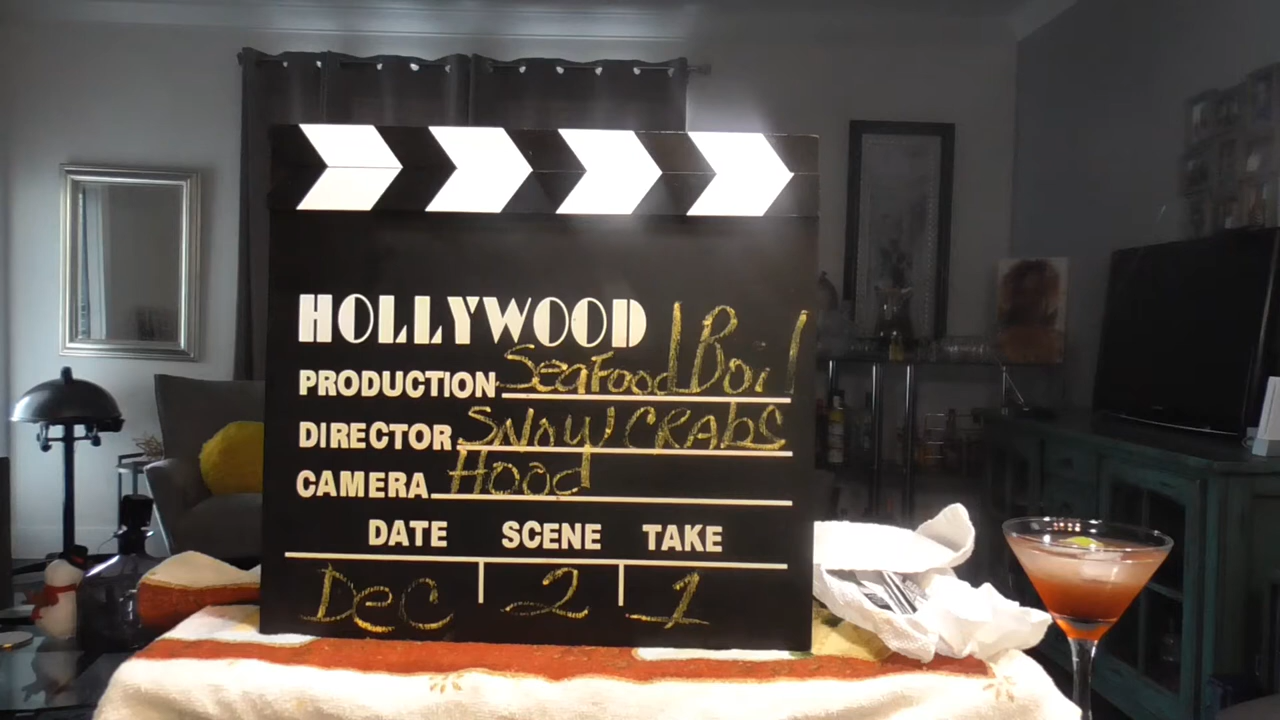 HOLLYWOOD
PRODUCTION SeaFood Boil
DIRECTOR SNOW CRABS
CAMERA Hood
DATE SCENE TAKE
Dec 2 1